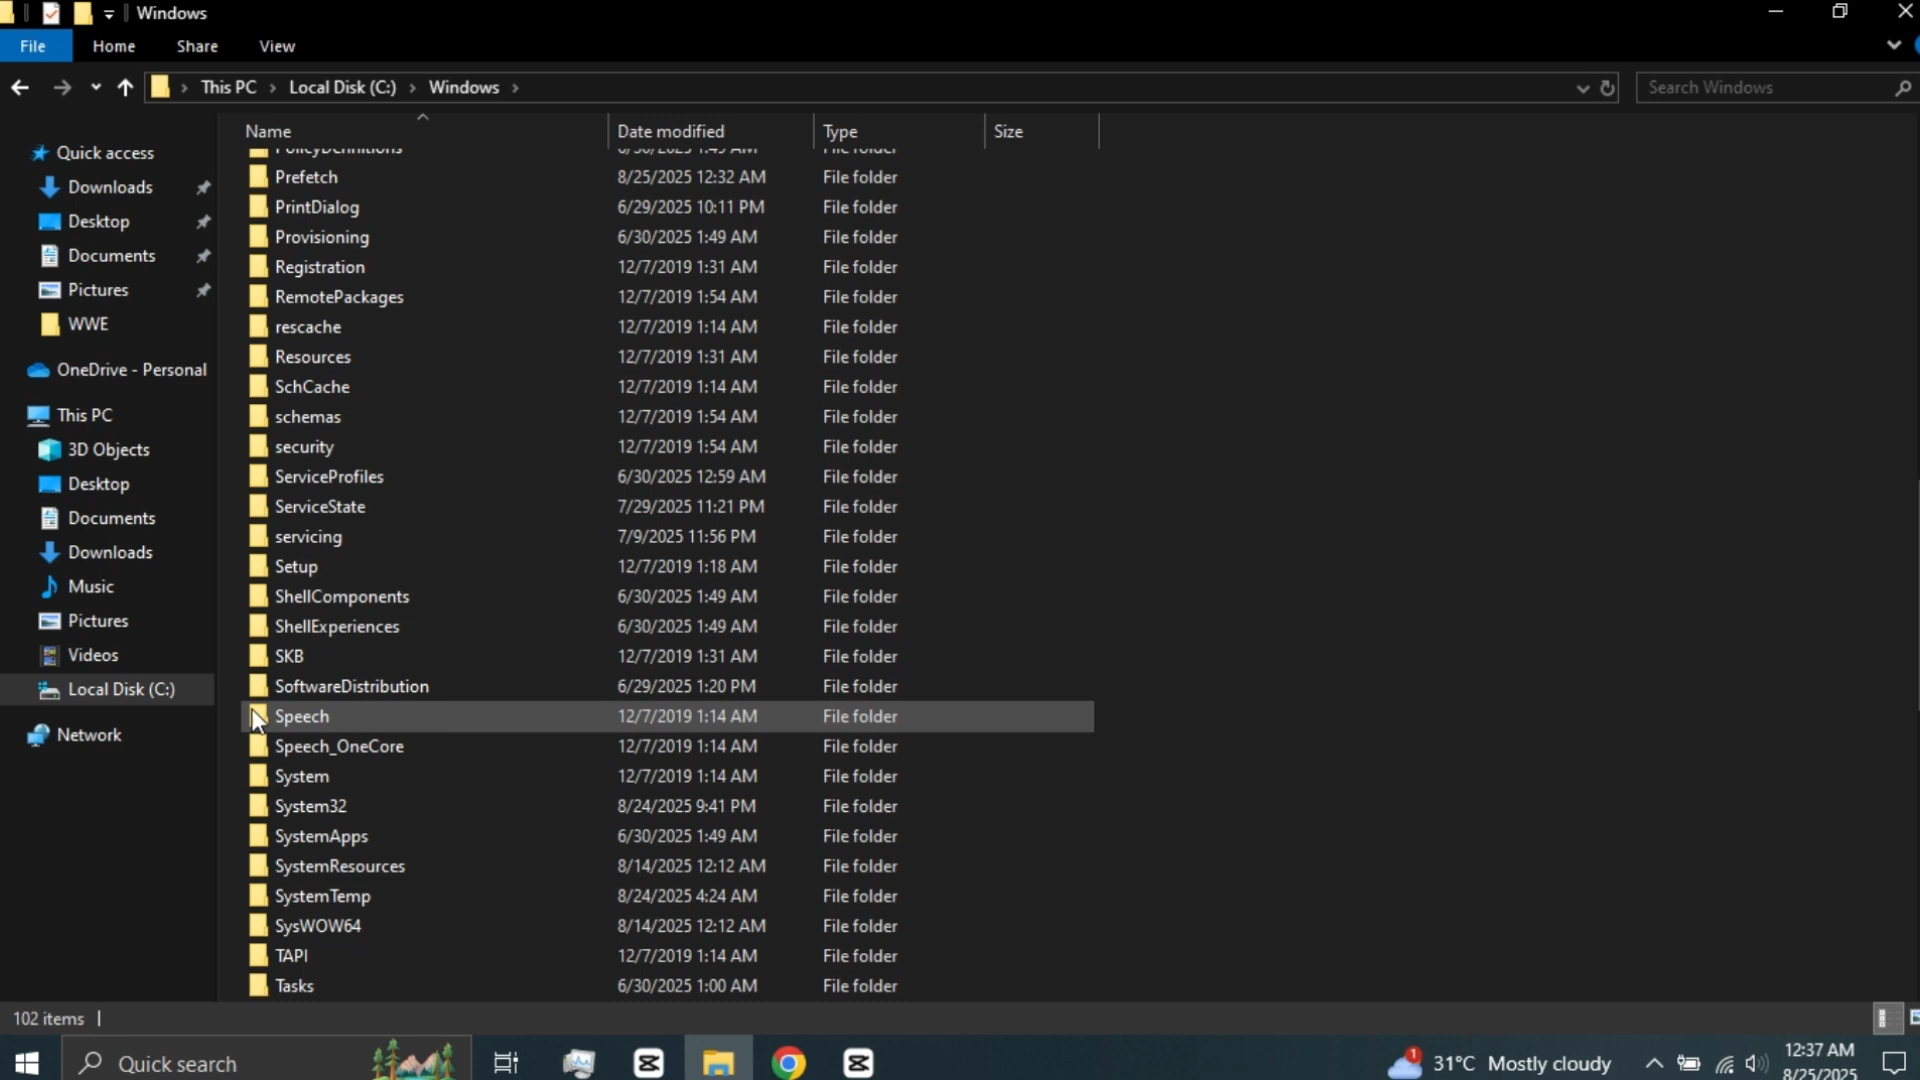 Windows
File Home Share View
This PC > Local Disk (C:) > Windows > Search Windows
Name Date modified Type Size
Quick access
Downloads
Desktop
Documents
Pictures
WWE
OneDrive - Personal
This PC
3D Objects
Desktop
Documents
Downloads
Music
Pictures
Videos
Local Disk (C:)
Network
PolicyDefinitions 6/30/2025 1:49 AM File folder
Prefetch 8/25/2025 12:32 AM File folder
PrintDialog 6/29/2025 10:11 PM File folder
Provisioning 6/30/2025 1:49 AM File folder
Registration 12/7/2019 1:31 AM File folder
RemotePackages 12/7/2019 1:54 AM File folder
rescache 12/7/2019 1:14 AM File folder
Resources 12/7/2019 1:31 AM File folder
SchCache 12/7/2019 1:14 AM File folder
schemas 12/7/2019 1:54 AM File folder
security 12/7/2019 1:54 AM File folder
ServiceProfiles 6/30/2025 12:59 AM File folder
ServiceState 7/29/2025 11:21 PM File folder
servicing 7/9/2025 11:56 PM File folder
Setup 12/7/2019 1:18 AM File folder
ShellComponents 6/30/2025 1:49 AM File folder
ShellExperiences 6/30/2025 1:49 AM File folder
SKB 12/7/2019 1:31 AM File folder
SoftwareDistribution 6/29/2025 1:20 PM File folder
Speech 12/7/2019 1:14 AM File folder
Speech_OneCore 12/7/2019 1:14 AM File folder
System 12/7/2019 1:14 AM File folder
System32 8/24/2025 9:41 PM File folder
SystemApps 6/30/2025 1:49 AM File folder
SystemResources 8/14/2025 12:12 AM File folder
SystemTemp 8/24/2025 4:24 AM File folder
SysWOW64 8/14/2025 12:12 AM File folder
TAPI 12/7/2019 1:14 AM File folder
Tasks 6/30/2025 1:00 AM File folder
102 items
Quick search 1 31°C Mostly cloudy 12:37 AM
8/25/2025